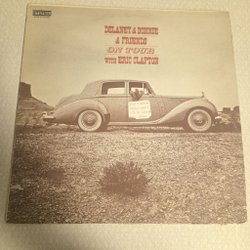 DELANEY & BONNIE
& FRIENDS
ON TOUR
WITH ERIC CLAPTON